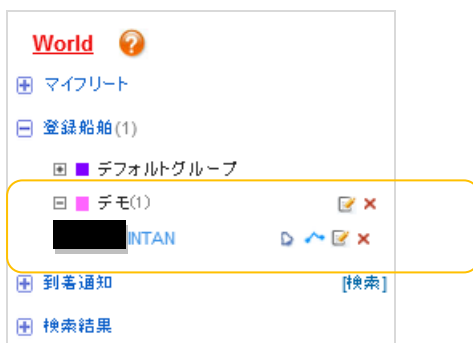 World
マイフリート
登録船舶(1)
デフォルトグループ
デモ(1)
INTAN
到着通知 [検索]
検索結果